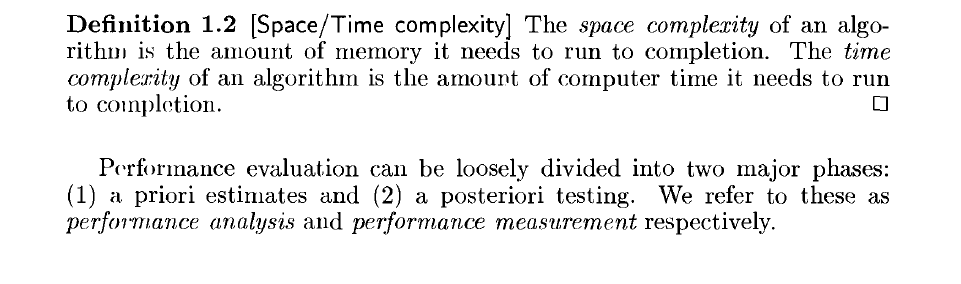 Definition 1.2 [Space/Time complexity] The space complexity of an algo-
rithm is the amount of memory it needs to run to completion. The time
complexity of an algorithm is the amount of computer time it needs to run
to completion. □
Performance evaluation can be loosely divided into two major phases:
(1) a priori estimates and (2) a posteriori testing. We refer to these as
performance analysis and performance measurement respectively.